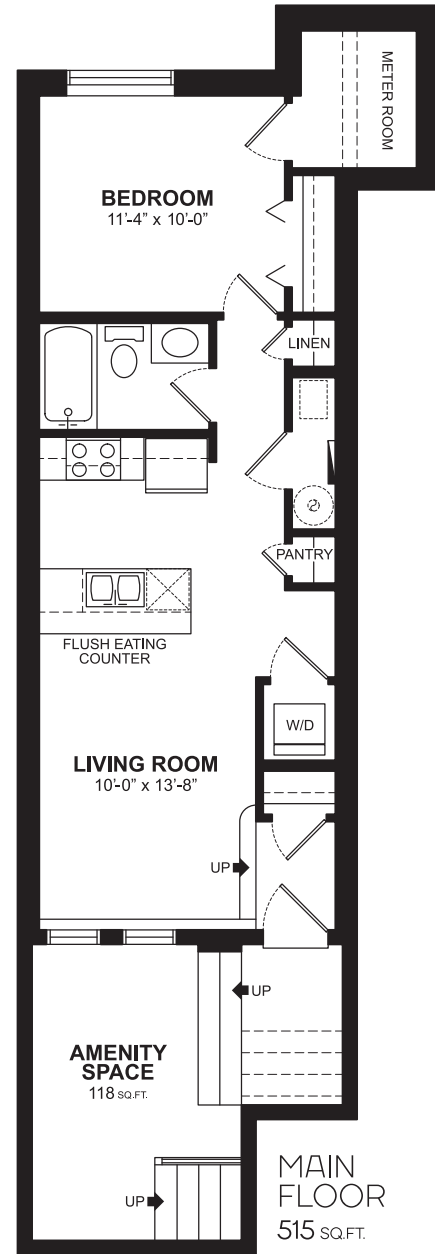 METER ROOM
BEDROOM
11'-4” x 10'-0”
LINEN
PANTRY
FLUSH EATING
COUNTER
W/D
LIVING ROOM
10'-0” x 13'-8”
UP
UP
AMENITY
SPACE
118 SQ.FT.
UP
MAIN
FLOOR
515 SQ.FT.